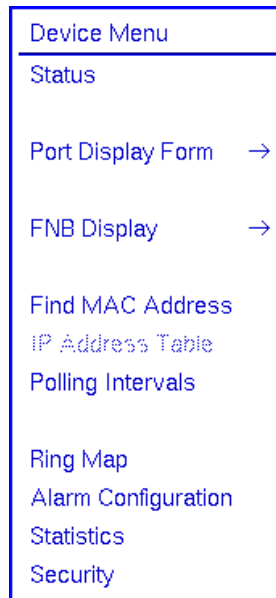 Device Menu
Status
Port Display Form →
FNB Display →
Find MAC Address
IP Address Table
Polling Intervals
Ring Map
Alarm Configuration
Statistics
Security